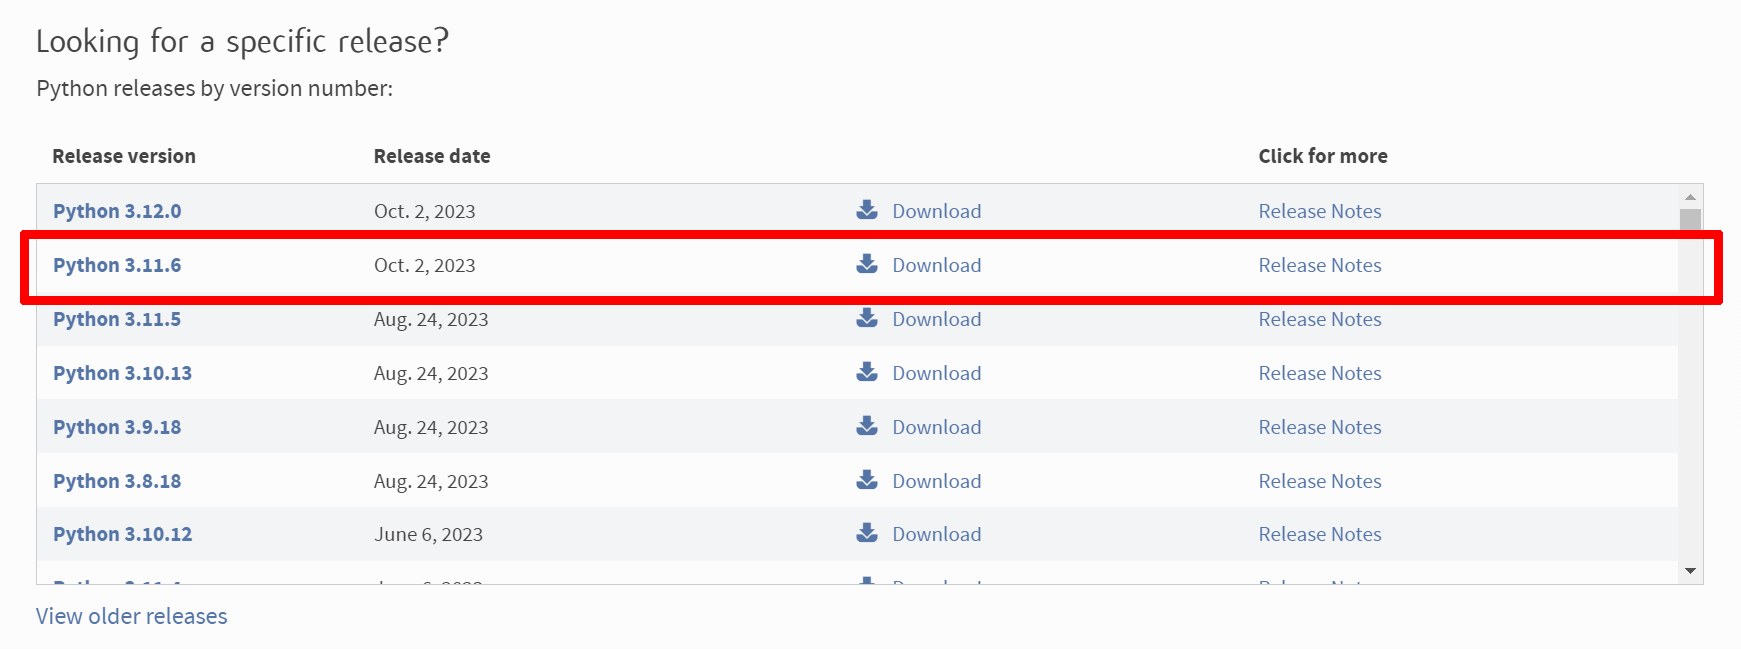 Looking for a specific release?
Python releases by version number:
Release version Release date Click for more
Python 3.12.0 Oct. 2, 2023 Download Release Notes
Python 3.11.6 Oct. 2, 2023 Download Release Notes
Python 3.11.5 Aug. 24, 2023 Download Release Notes
Python 3.10.13 Aug. 24, 2023 Download Release Notes
Python 3.9.18 Aug. 24, 2023 Download Release Notes
Python 3.8.18 Aug. 24, 2023 Download Release Notes
Python 3.10.12 June 6, 2023 Download Release Notes
View older releases